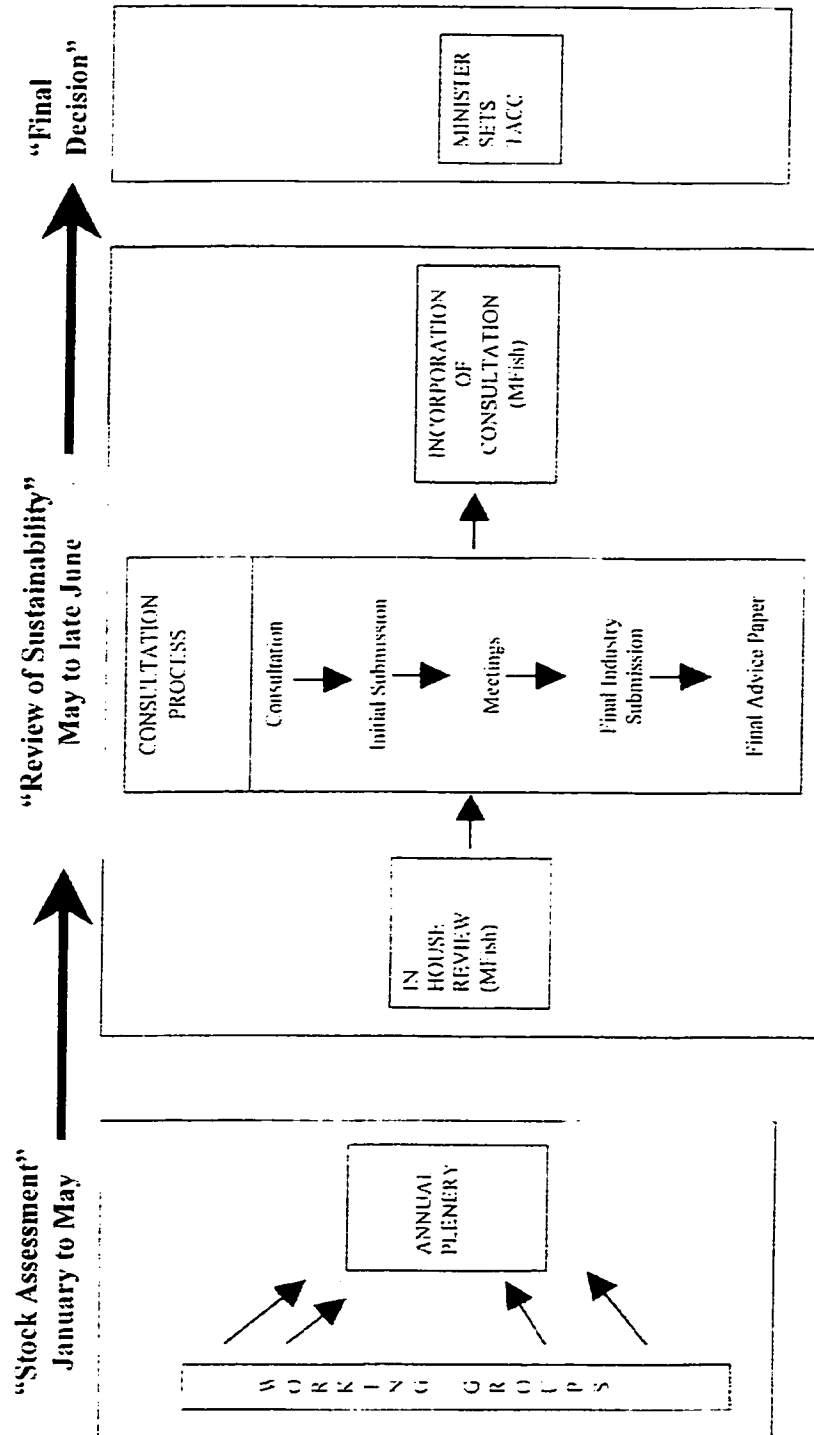 “Stock Assessment”
January to May
“Review of Sustainability”
May to late June
“Final
Decision”
WORKING GROUPS
ANNUAL
PLENERY
IN
HOUSE
REVIEW
(MFish)
CONSULTATION
PROCESS
Consultation
Initial Submission
Meetings
Final Industry
Submission
Final Advice Paper
INCORPORATION
OF
CONSULTATION
(MFish)
MINISTER
SETS
TACC